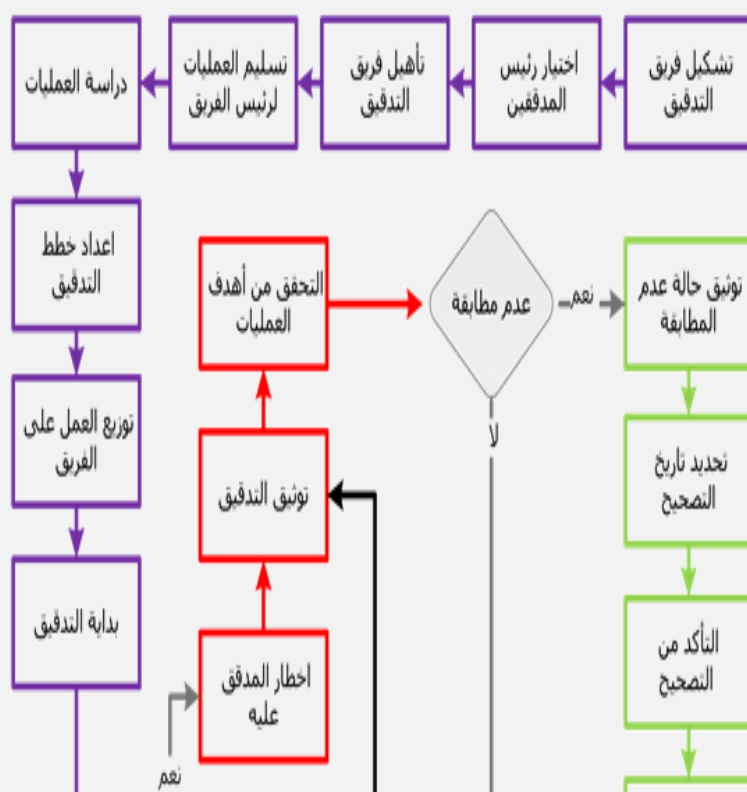 تشكيل فريق
التدقيق
اختيار رئيس
المدققين
تأهيل فريق
التدقيق
تسليم العمليات
لرئيس الفريق
دراسة العمليات
اعداد خطط
التدقيق
توزيع العمل على
الفريق
بداية التدقيق
نعم
اخطار المدقق
عليه
توثيق التدقيق
التحقق من أهدف
العمليات
عدم مطابقة
نعم
لا
توثيق حالة عدم
المطابقة
تحديد تاريخ
التصحيح
التأكد من
التصحيح